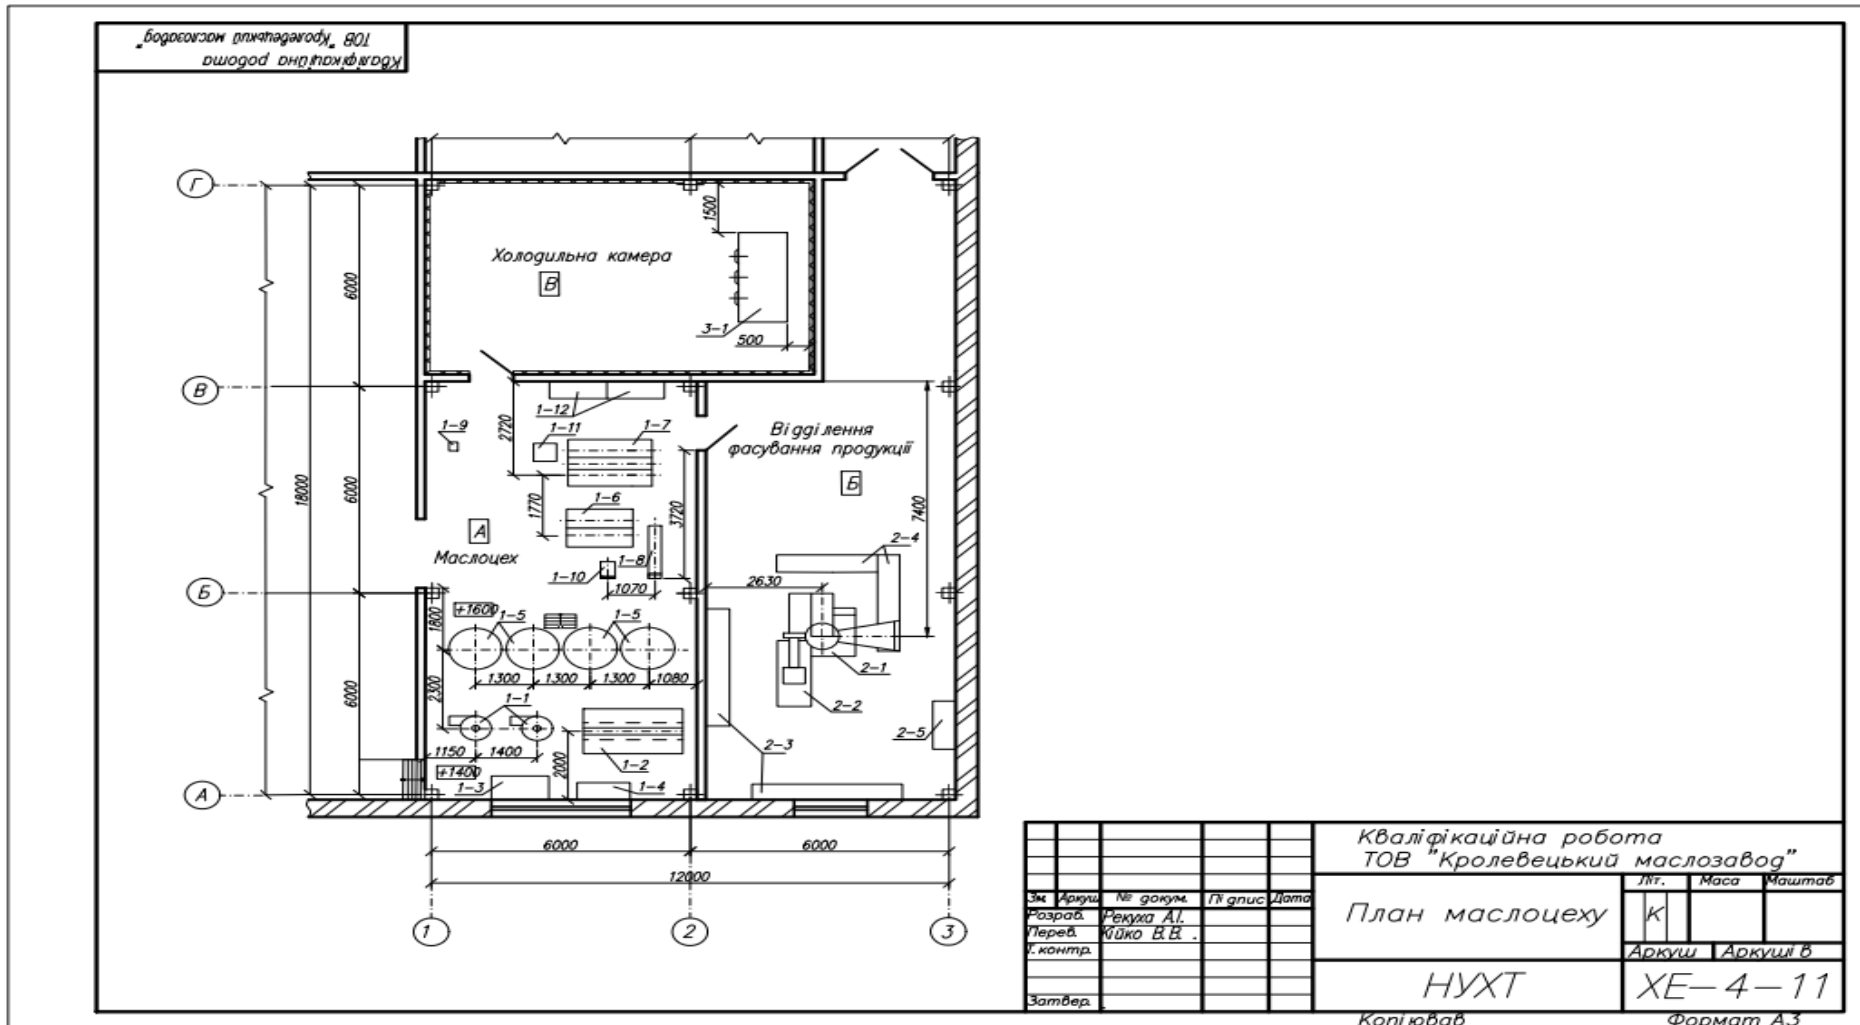 Кваліфікаційна робота
ТОВ "Кролевецький маслозавод"
Г
1500
6000
Холодильна камера
В
3-1
500
В
1-12
2720
1-9
1-11
1-7
Відділення
фасування продукції
Б
18000
6000
1770
1-6
3720
7400
А
Маслоцех
1-8
2-4
1-10
1070
2630
Б
+1600
1800
1-5
1-5
2-1
1300
1300
1300
1080
2300
6000
1-1
2-2
2-3
2-5
1150
1400
2000
1-2
+1400
1-3
1-4
А
6000
6000
12000
1
2
3
Кваліфікаційна робота
ТОВ "Кролевецький маслозавод"
Літ.
Маса
Маштаб
Зм
Аркуш
№ докум.
Підпис
Дата
План маслоцеху
К
Розраб.
Рекуха А.І.
Перев.
Кійко В.В.
Т.контр.
Аркуш
Аркушів
НУХТ
ХЕ-4-11
Затвер.
Копіював
Формат А3